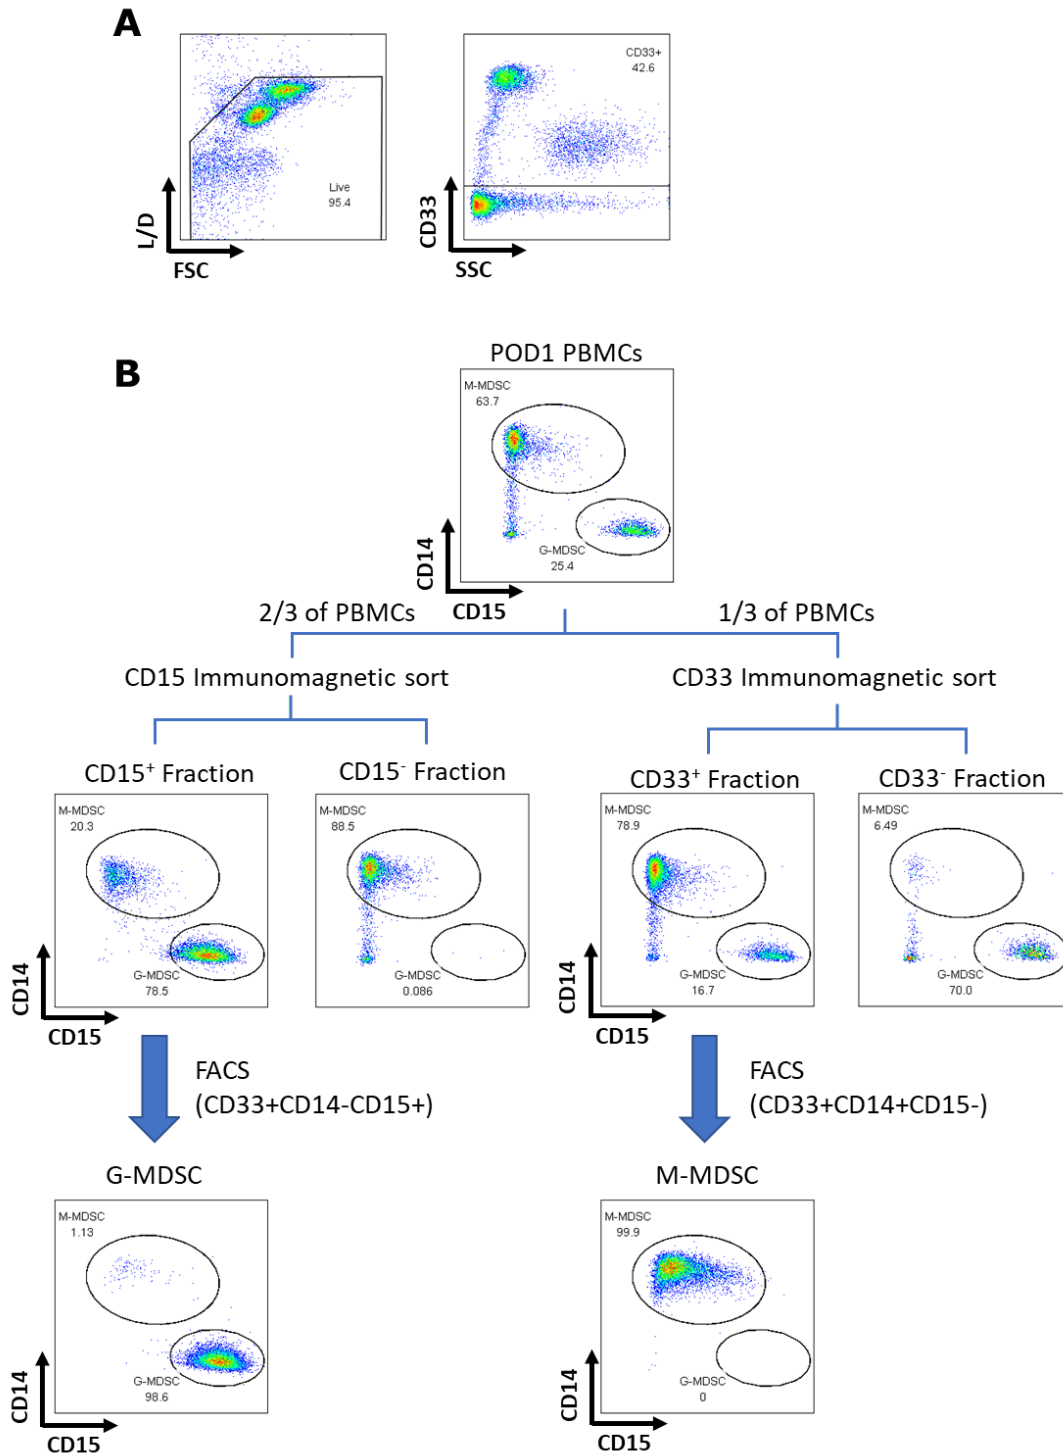 A
L/D
Live
95.4
FSC
CD33
CD33+
42.6
SSC
B
POD1 PBMCs
M-MDSC
63.7
CD14
G-MDSC
25.4
CD15
2/3 of PBMCs
1/3 of PBMCs
CD15 Immunomagnetic sort
CD33 Immunomagnetic sort
CD15+ Fraction
CD15- Fraction
CD33+ Fraction
CD33- Fraction
M-MDSC
20.3
M-MDSC
88.5
M-MDSC
78.9
M-MDSC
6.49
CD14
G-MDSC
78.5
G-MDSC
0.086
CD14
G-MDSC
16.7
G-MDSC
70.0
CD15
CD15
FACS
(CD33+CD14-CD15+)
FACS
(CD33+CD14+CD15-)
G-MDSC
M-MDSC
M-MDSC
1.13
M-MDSC
99.9
CD14
G-MDSC
98.6
CD14
G-MDSC
0
CD15
CD15